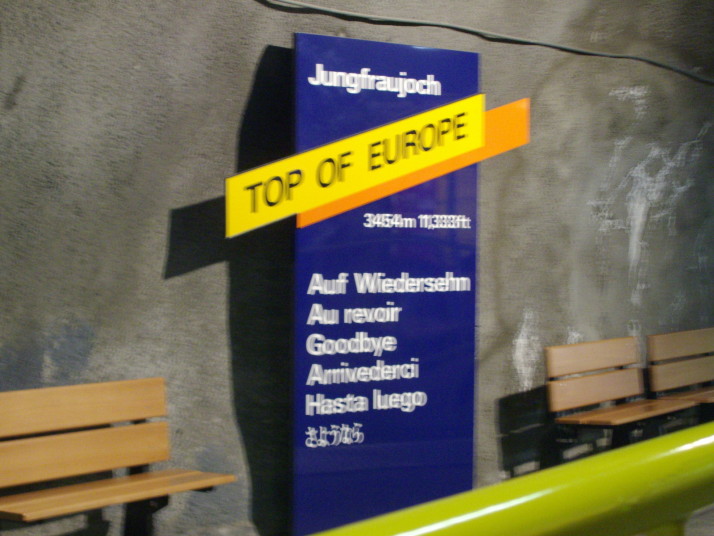 Jungfraujoch
TOP OF EUROPE
3454m 11,333ft
Auf Wiedersehn
Au revoir
Goodbye
Arrivederci
Hasta luego
さようなら